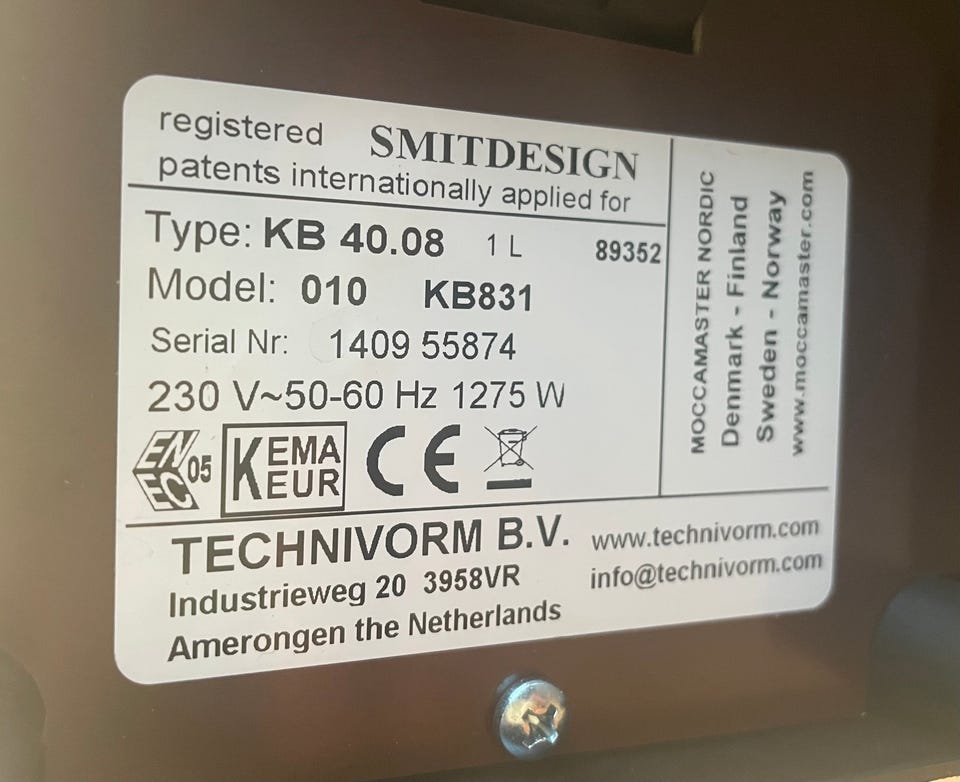 registered SMITDESIGN
patents internationally applied for
Type: KB 40.08 1 L 89352
Model: 010 KB831
Serial Nr: 1409 55874
230 V~50-60 Hz 1275 W
ENEC 05 KEMA KEUR CE
TECHNIVORM B.V. www.technivorm.com
Industrieweg 20 3958VR info@technivorm.com
Amerongen the Netherlands
MOCCAMASTER NORDIC
Denmark - Finland
Sweden - Norway
www.moccamaster.com